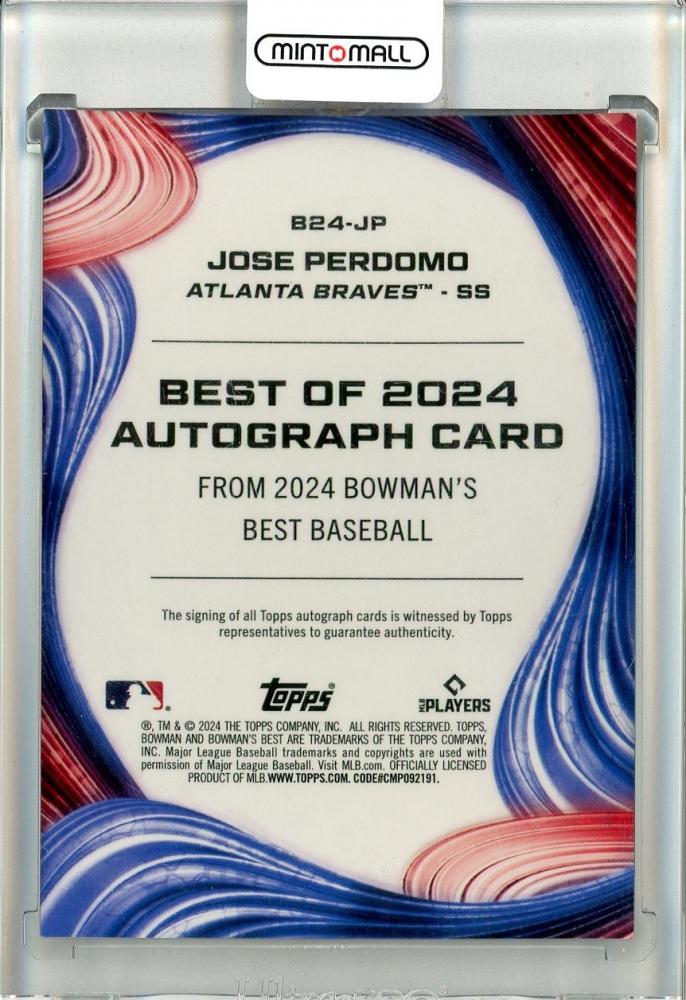 MINTMALL
B24-JP
JOSE PERDOMO
ATLANTA BRAVES™ - SS
BEST OF 2024
AUTOGRAPH CARD
FROM 2024 BOWMAN'S
BEST BASEBALL
The signing of all Topps autograph cards is witnessed by Topps
representatives to guarantee authenticity.
topps®
MLB PLAYERS
®, TM & © 2024 THE TOPPS COMPANY, INC. ALL RIGHTS RESERVED. TOPPS,
BOWMAN AND BOWMAN'S BEST ARE TRADEMARKS OF THE TOPPS COMPANY,
INC. Major League Baseball trademarks and copyrights are used with
permission of Major League Baseball. Visit MLB.com. OFFICIALLY LICENSED
PRODUCT OF MLB.WWW.TOPPS.COM. CODE#CMP092191.